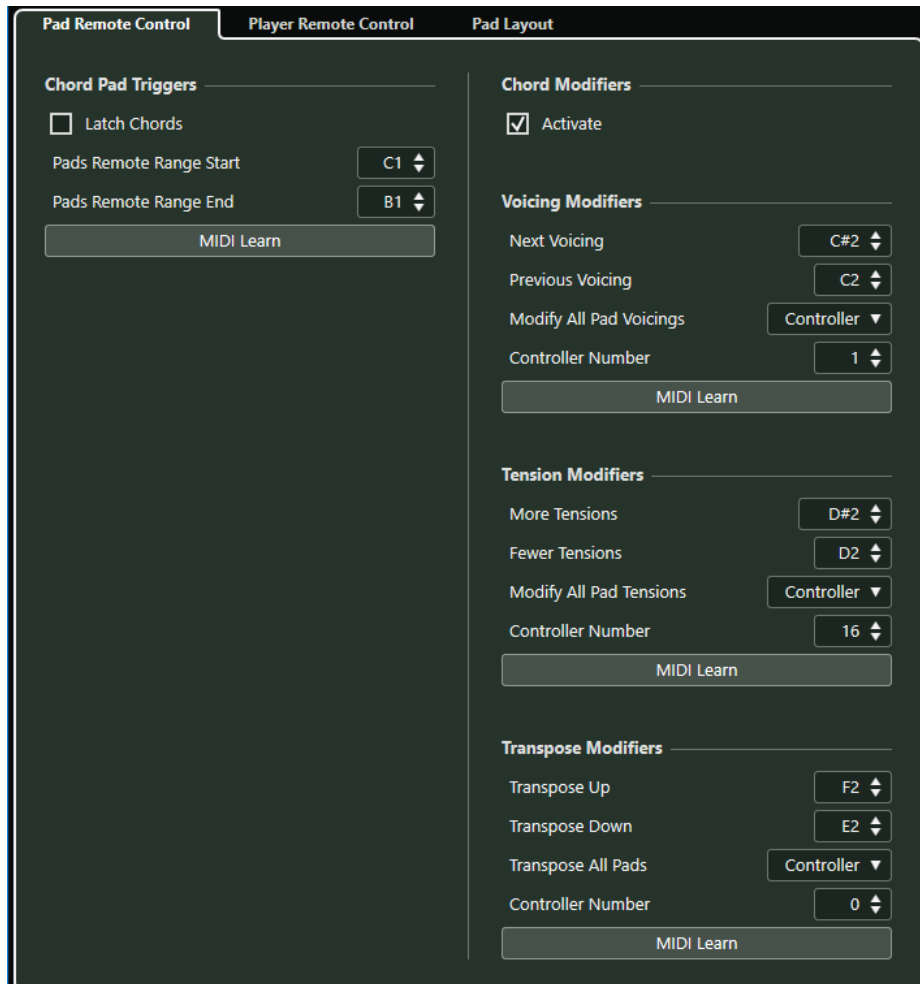 Pad Remote Control
Player Remote Control
Pad Layout
Chord Pad Triggers
Latch Chords
Pads Remote Range Start
C1
Pads Remote Range End
B1
MIDI Learn
Chord Modifiers
Activate
Voicing Modifiers
Next Voicing
C#2
Previous Voicing
C2
Modify All Pad Voicings
Controller
Controller Number
1
MIDI Learn
Tension Modifiers
More Tensions
D#2
Fewer Tensions
D2
Modify All Pad Tensions
Controller
Controller Number
16
MIDI Learn
Transpose Modifiers
Transpose Up
F2
Transpose Down
E2
Transpose All Pads
Controller
Controller Number
0
MIDI Learn